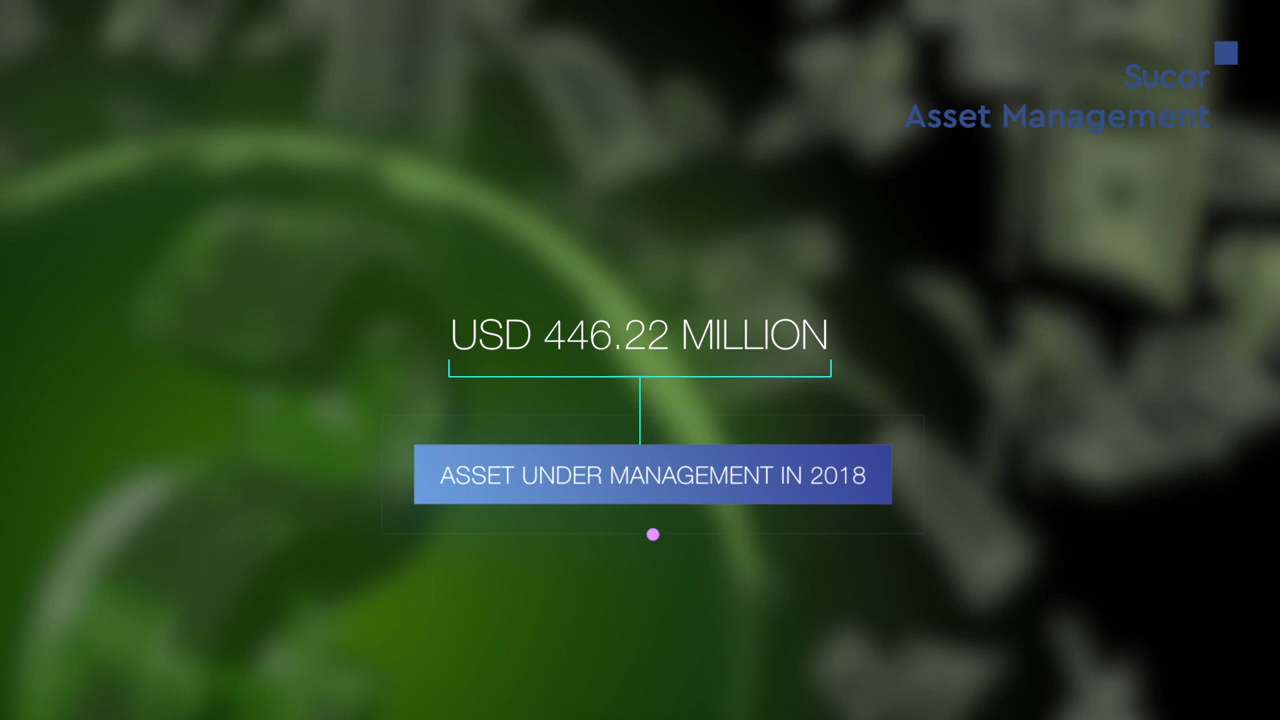 Sucor
Asset Management
USD 446.22 MILLION
ASSET UNDER MANAGEMENT IN 2018